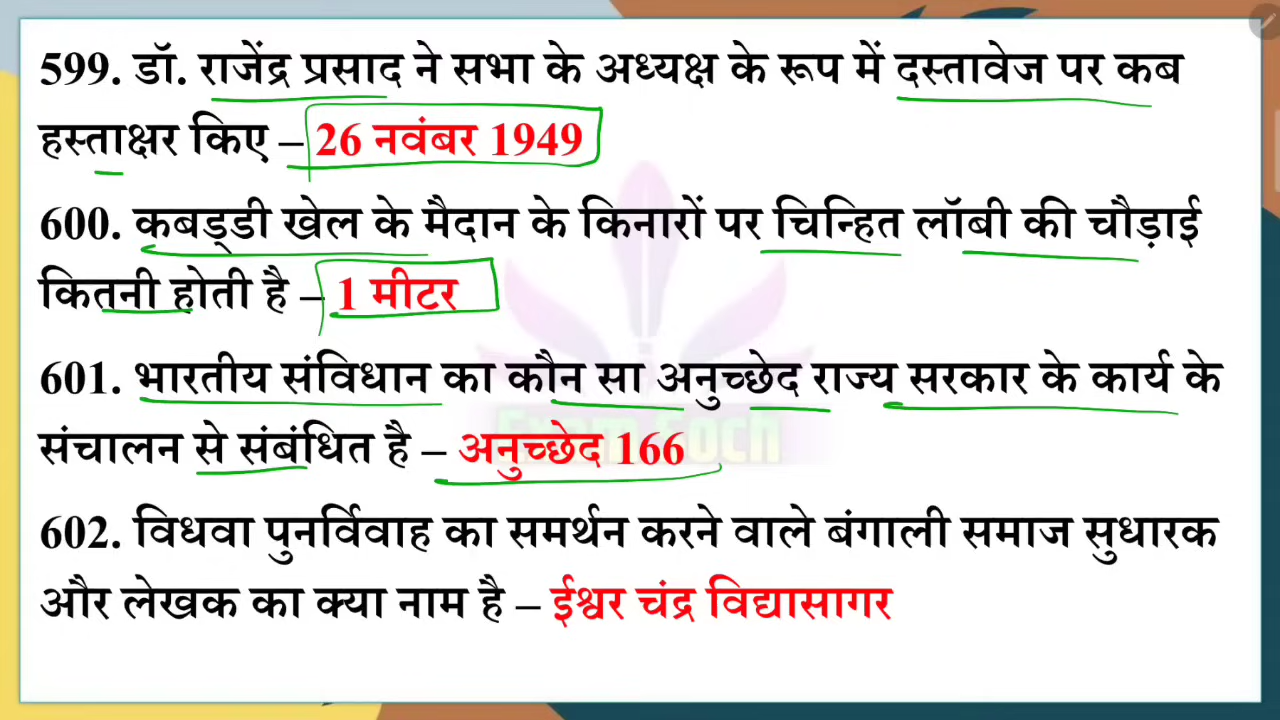 599. डॉ. राजेंद्र प्रसाद ने सभा के अध्यक्ष के रूप में दस्तावेज पर कब
हस्ताक्षर किए – 26 नवंबर 1949
600. कबड्डी खेल के मैदान के किनारों पर चिन्हित लॉबी की चौड़ाई
कितनी होती है – 1 मीटर
601. भारतीय संविधान का कौन सा अनुच्छेद राज्य सरकार के कार्य के
संचालन से संबंधित है – अनुच्छेद 166
602. विधवा पुनर्विवाह का समर्थन करने वाले बंगाली समाज सुधारक
और लेखक का क्या नाम है – ईश्वर चंद्र विद्यासागर